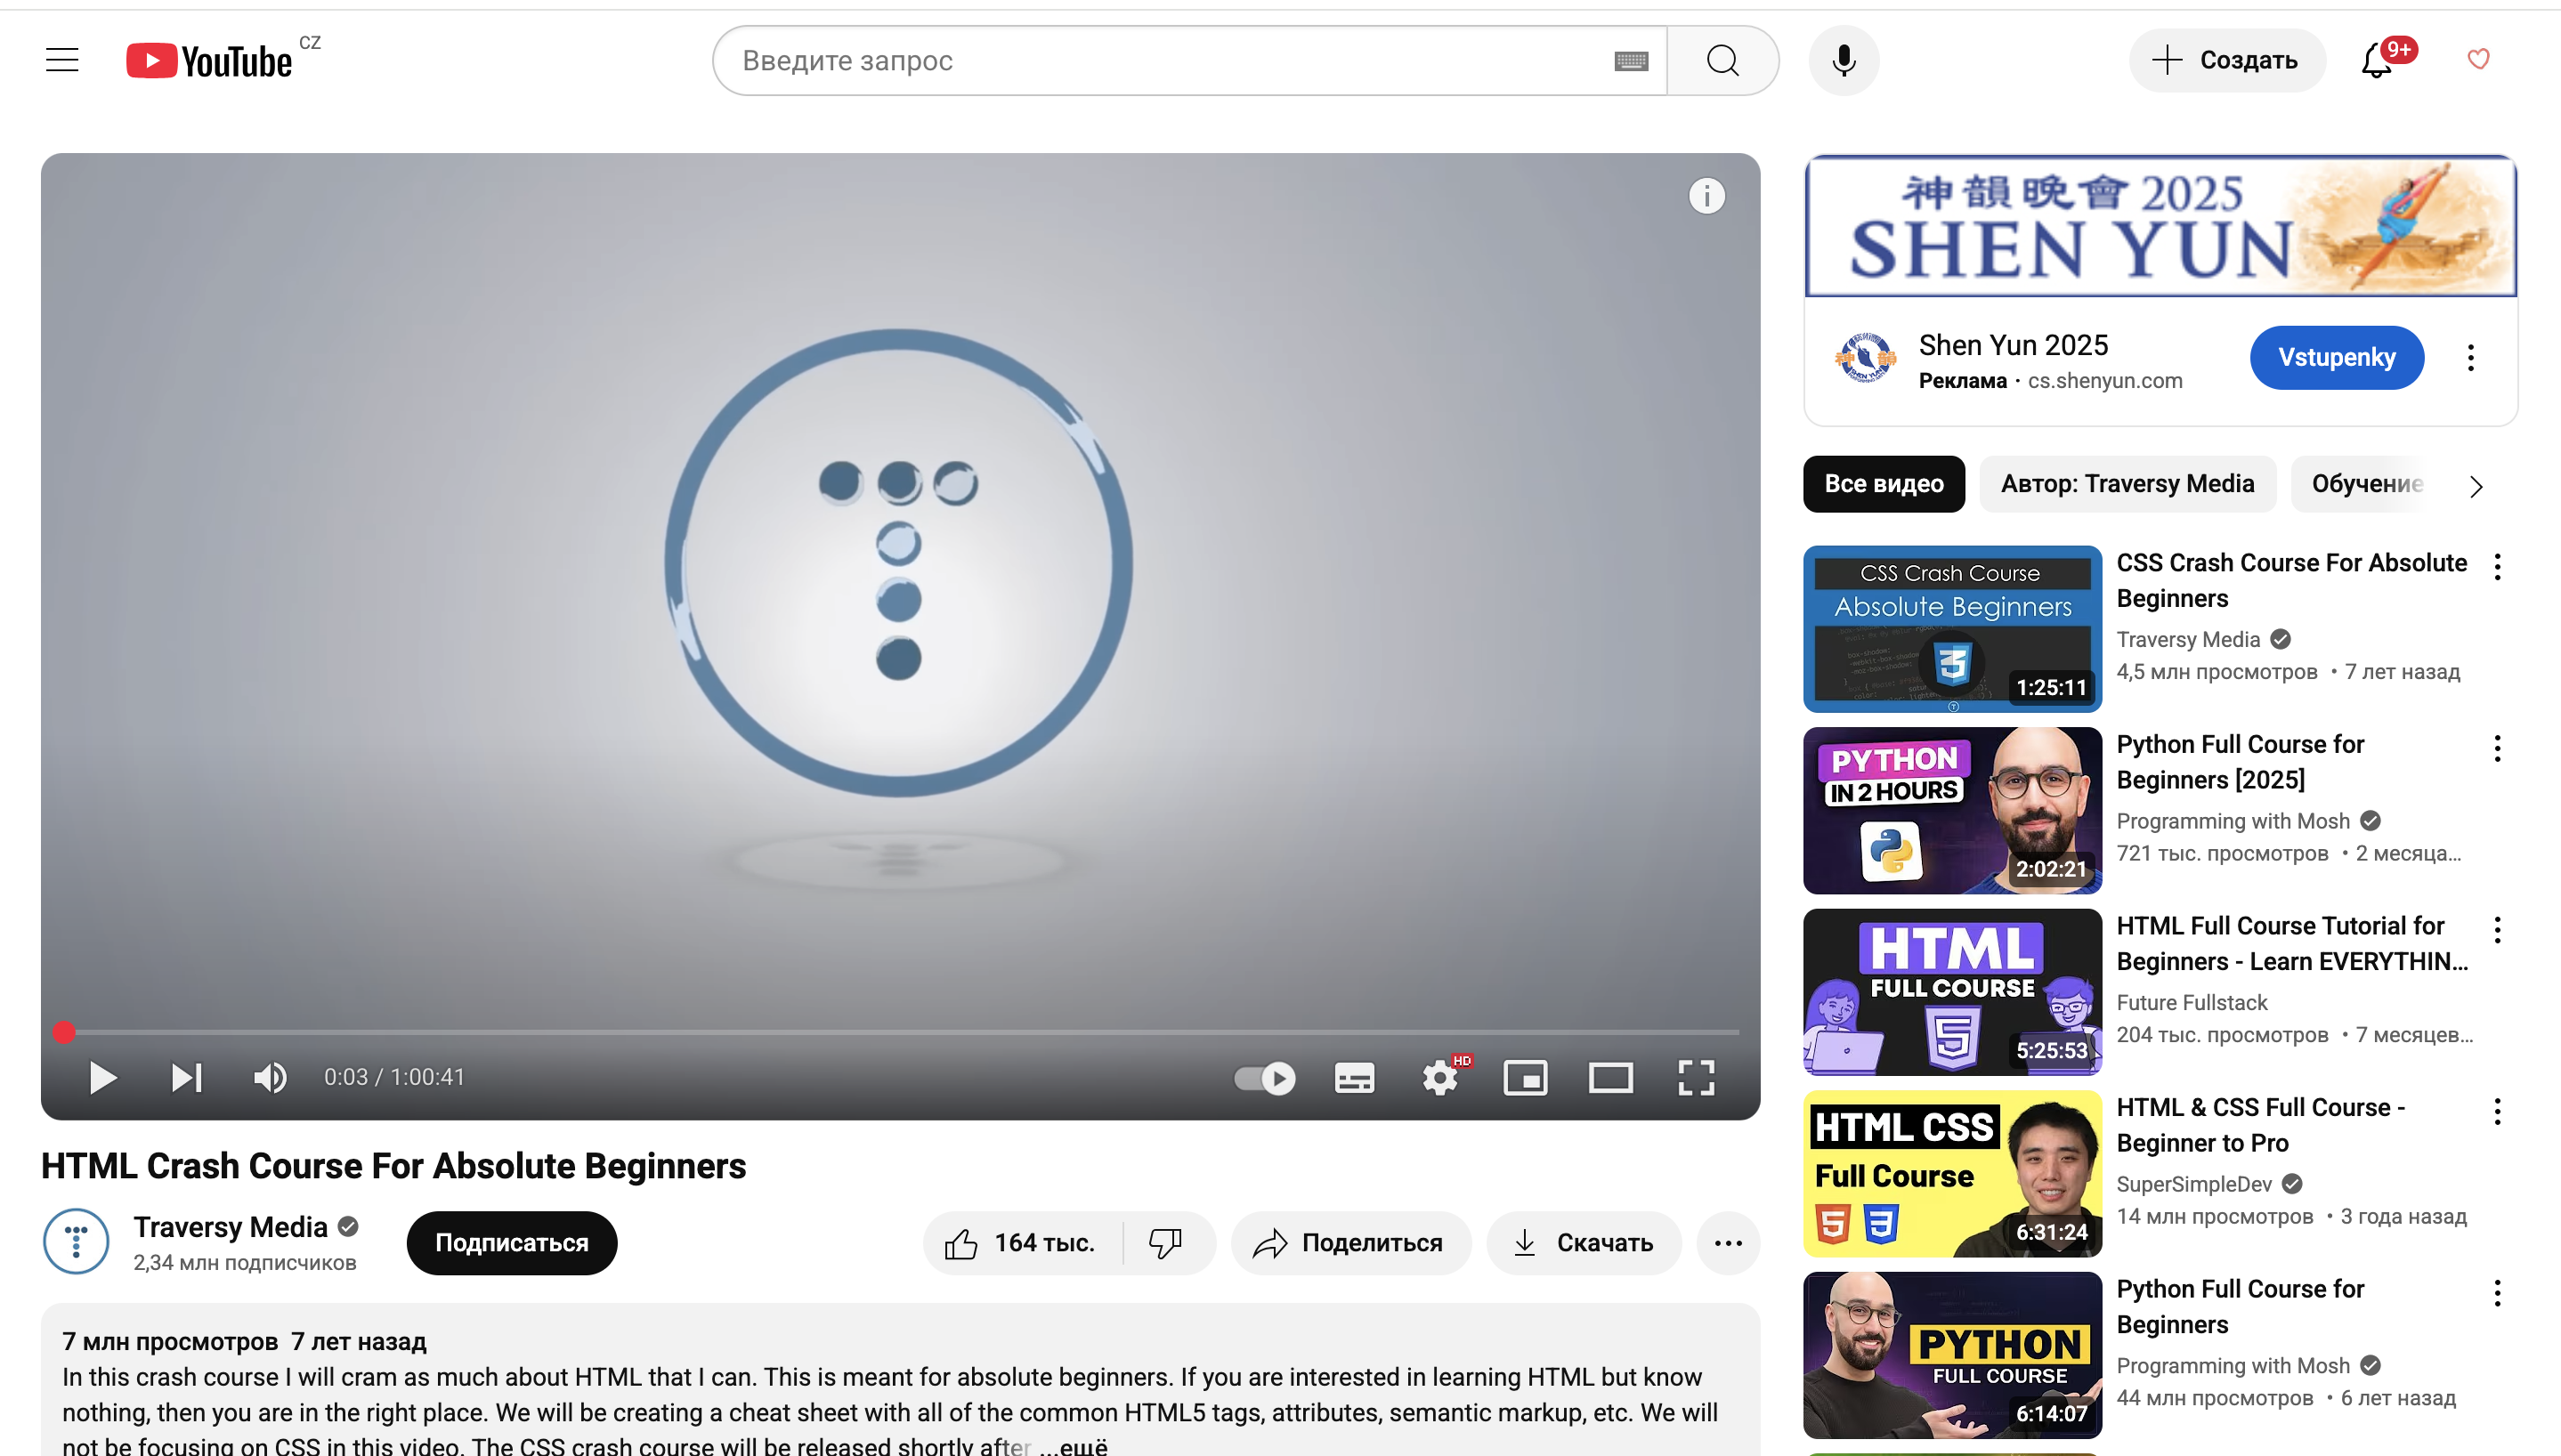 YouTube CZ
Введите запрос
Создать
9+
HD
0:03 / 1:00:41
HTML Crash Course For Absolute Beginners
Traversy Media
2,34 млн подписчиков
Подписаться
164 тыс.
Поделиться
Скачать
7 млн просмотров 7 лет назад
In this crash course I will cram as much about HTML that I can. This is meant for absolute beginners. If you are interested in learning HTML but know
nothing, then you are in the right place. We will be creating a cheat sheet with all of the common HTML5 tags, attributes, semantic markup, etc. We will
not be focusing on CSS in this video. The CSS crash course will be released shortly after ...ещё
神韻晚會 2025
SHEN YUN
Shen Yun 2025
Реклама · cs.shenyun.com
Vstupenky
Все видео
Автор: Traversy Media
Обучение
CSS Crash Course
Absolute Beginners
1:25:11
CSS Crash Course For Absolute
Beginners
Traversy Media
4,5 млн просмотров • 7 лет назад
PYTHON
IN 2 HOURS
2:02:21
Python Full Course for
Beginners [2025]
Programming with Mosh
721 тыс. просмотров • 2 месяца...
HTML
FULL COURSE
5
5:25:53
HTML Full Course Tutorial for
Beginners - Learn EVERYTHIN...
Future Fullstack
204 тыс. просмотров • 7 месяцев...
HTML CSS
Full Course
5 3
6:31:24
HTML & CSS Full Course -
Beginner to Pro
SuperSimpleDev
14 млн просмотров • 3 года назад
PYTHON
FULL COURSE
6:14:07
Python Full Course for
Beginners
Programming with Mosh
44 млн просмотров • 6 лет назад